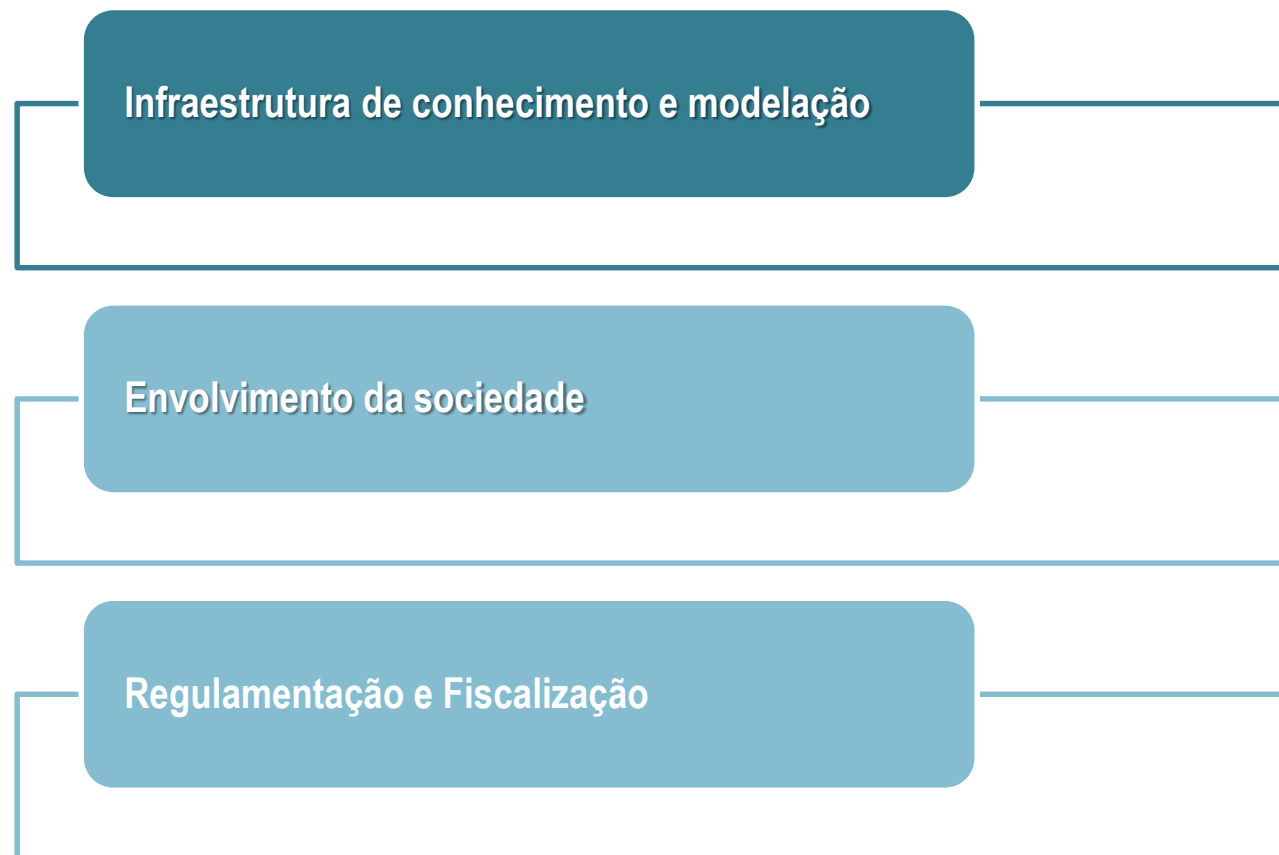 Infraestrutura de conhecimento e modelação
Envolvimento da sociedade
Regulamentação e Fiscalização